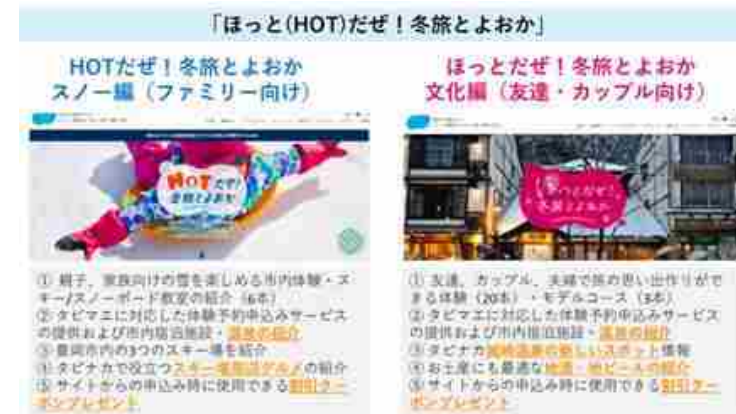 「ほっと(HOT)だぜ！冬旅とよおか」
HOTだぜ！冬旅とよおか
スノー編（ファミリー向け）
HOTだぜ!
冬旅とよおか
① 親子、家族向けの雪を楽しめる市内体験・ス
キー/スノーボード教室の紹介（6本）
② タビマエに対応した体験予約申込みサービス
の提供および市内宿泊施設・温泉の紹介
③ 豊岡市内の3つのスキー場を紹介
④ タビナカで役立つスキー場周辺グルメの紹介
⑤ サイトからの申込み時に使用できる割引クー
ポンプレゼント
ほっとだぜ！冬旅とよおか
文化編（友達・カップル向け）
ほっとだぜ!
冬旅とよおか
① 友達、カップル、夫婦で旅の思い出作りがで
きる体験（20本）・モデルコース（3本）
② タビマエに対応した体験予約申込みサービス
の提供および市内宿泊施設・温泉の紹介
③ タビナカ城崎温泉の新しいスポット情報
④ お土産にも最適な地酒・地ビールの紹介
⑤ サイトからの申込み時に使用できる割引クー
ポンプレゼント